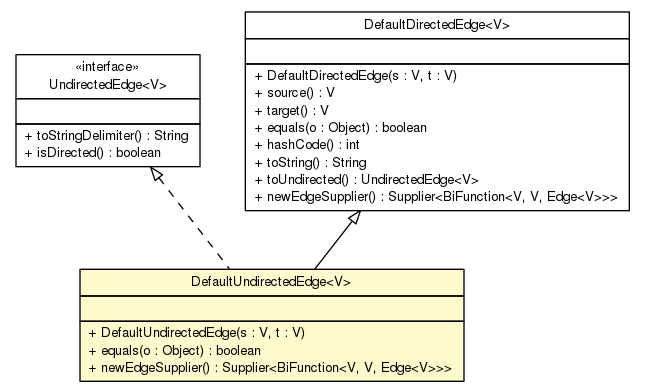 «interface»
UndirectedEdge<V>
+ toStringDelimiter() : String
+ isDirected() : boolean
DefaultDirectedEdge<V>
+ DefaultDirectedEdge(s : V, t : V)
+ source() : V
+ target() : V
+ equals(o : Object) : boolean
+ hashCode() : int
+ toString() : String
+ toUndirected() : UndirectedEdge<V>
+ newEdgeSupplier() : Supplier<BiFunction<V, V, Edge<V>>>
DefaultUndirectedEdge<V>
+ DefaultUndirectedEdge(s : V, t : V)
+ equals(o : Object) : boolean
+ newEdgeSupplier() : Supplier<BiFunction<V, V, Edge<V>>>